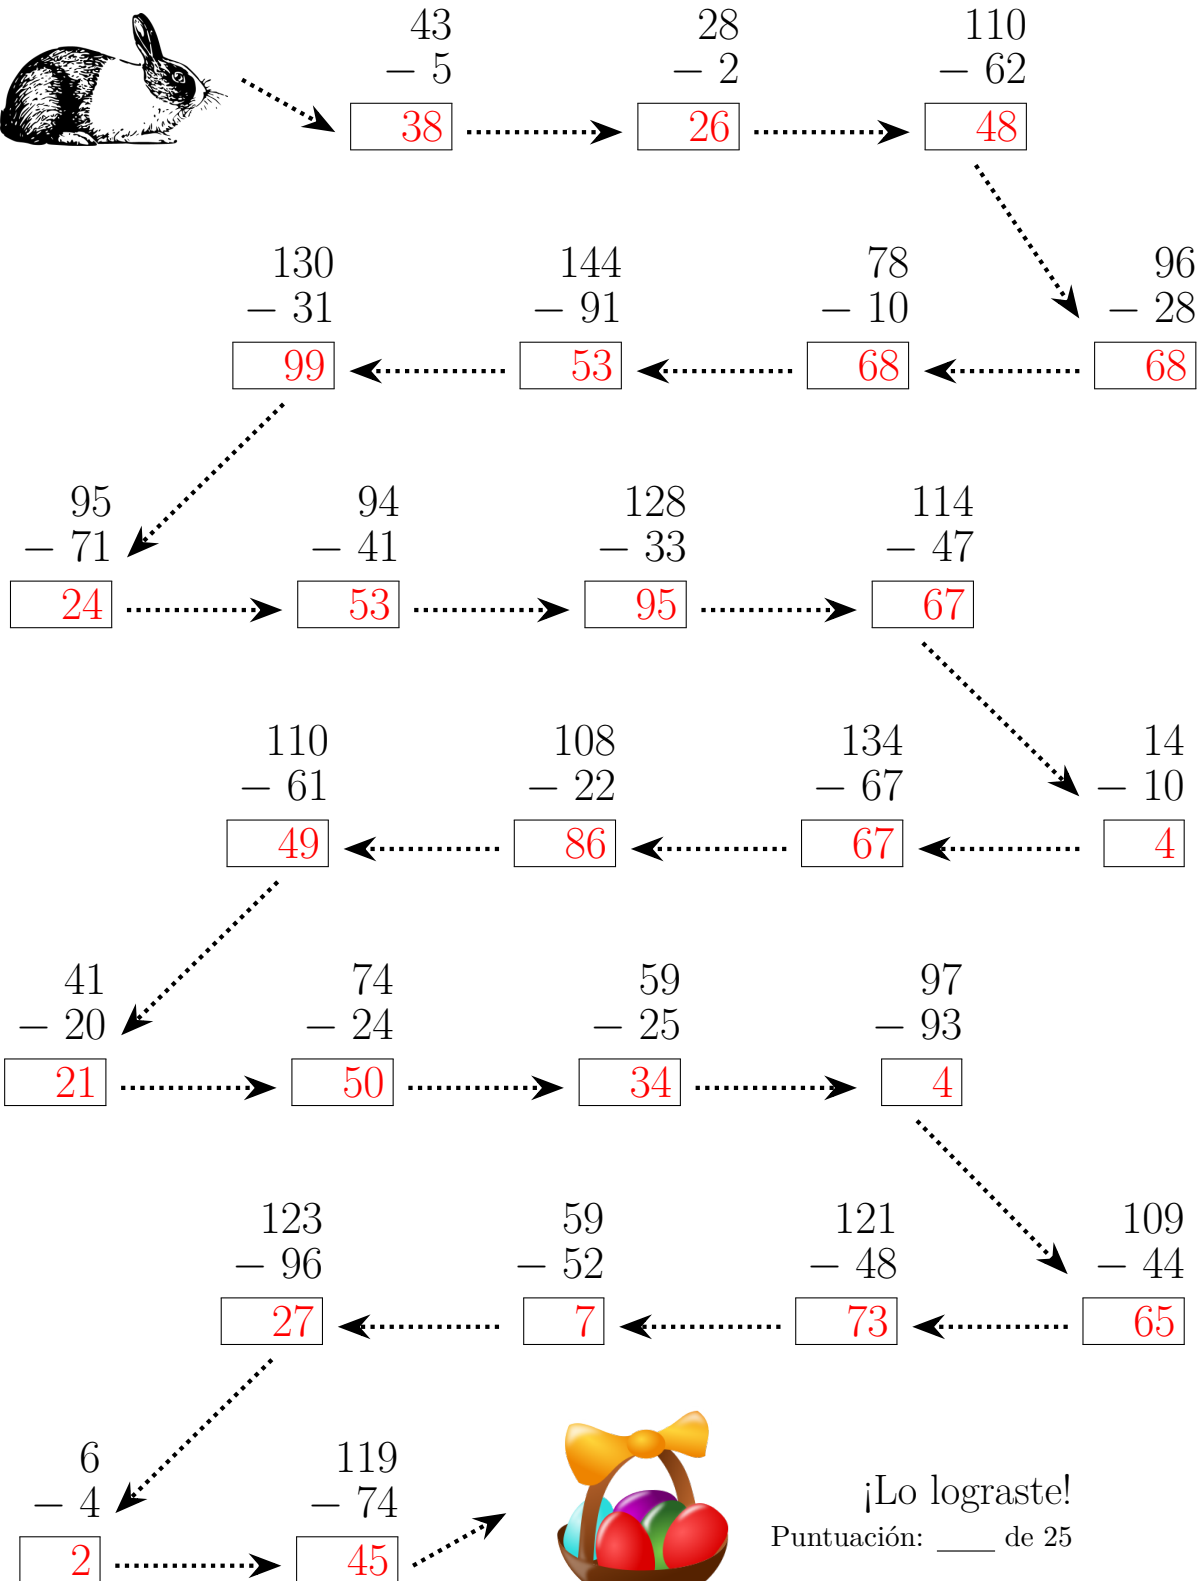 43 28 110
− 5 − 2 − 62
38 26 48
130 144 78 96
− 31 − 91 − 10 − 28
99 53 68 68
95 94 128 114
− 71 − 41 − 33 − 47
24 53 95 67
110 108 134 14
− 61 − 22 − 67 − 10
49 86 67 4
41 74 59 97
− 20 − 24 − 25 − 93
21 50 34 4
123 59 121 109
− 96 − 52 − 48 − 44
27 7 73 65
6 119
− 4 − 74
2 45
¡Lo lograste!
Puntuación: ____ de 25